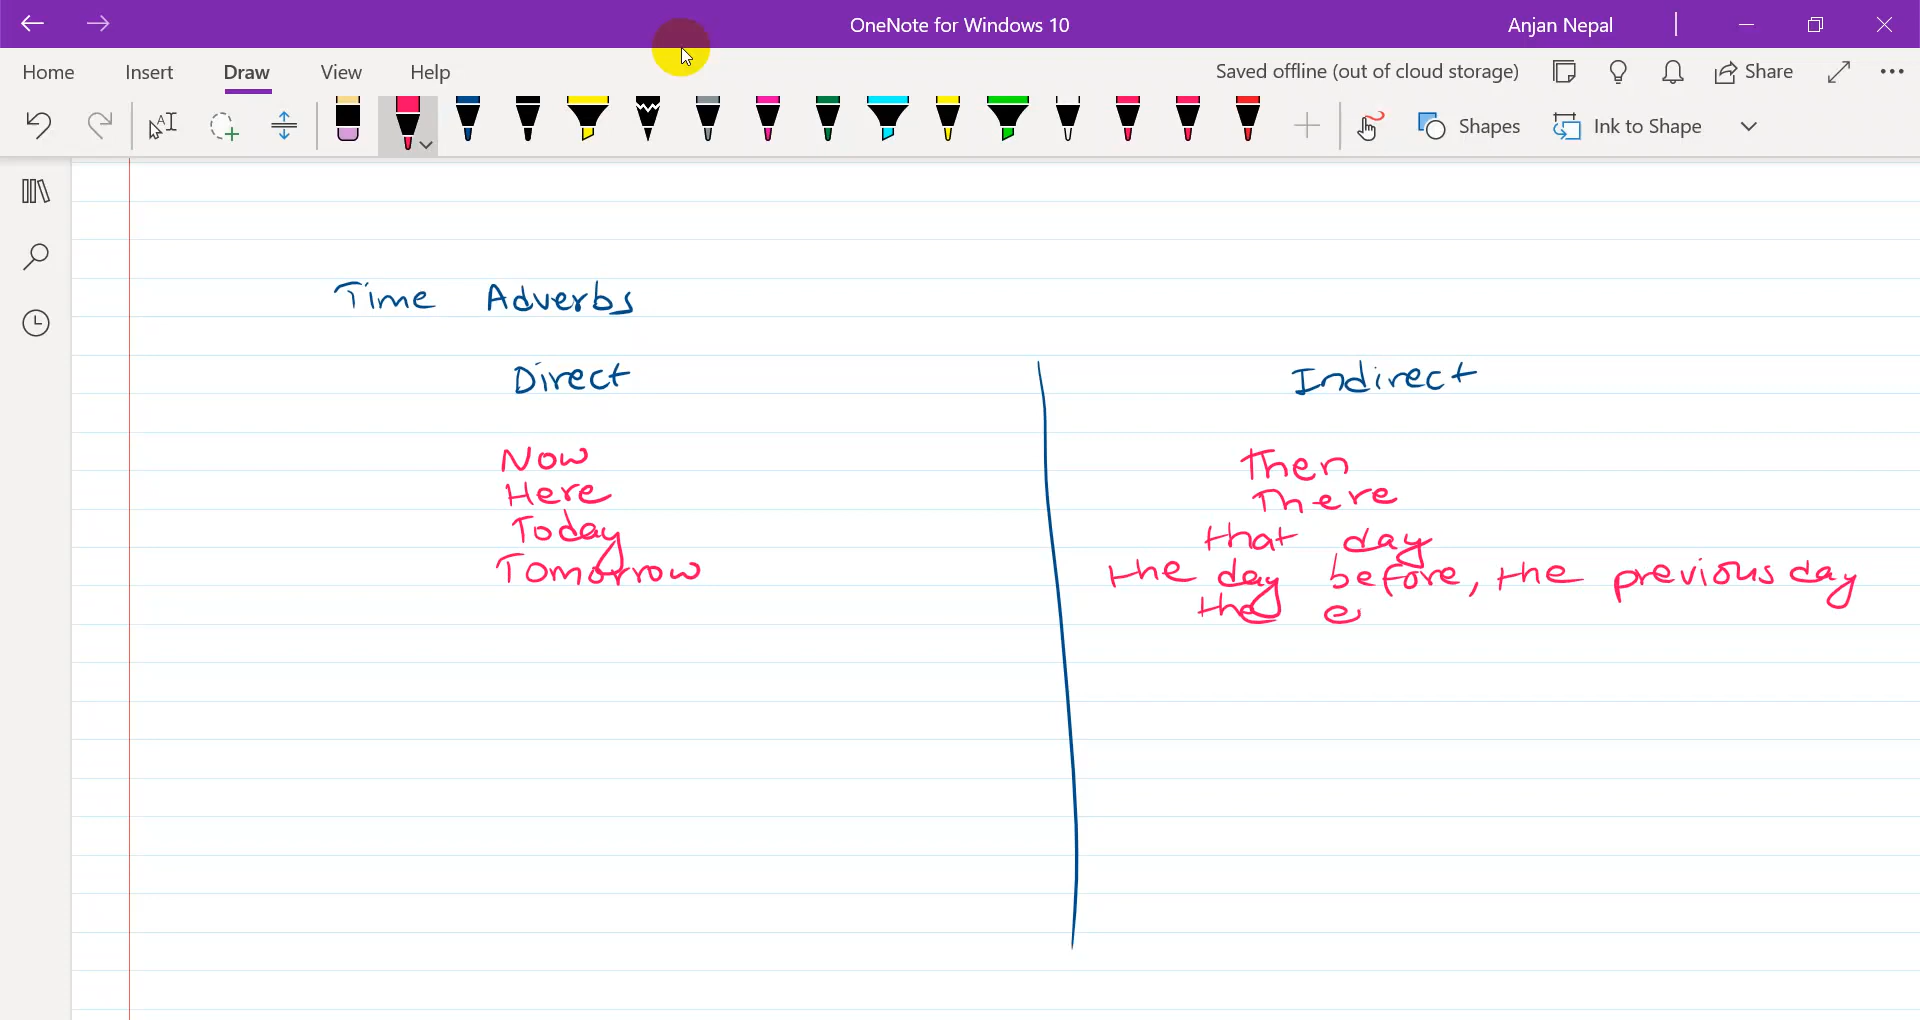 OneNote for Windows 10
Anjan Nepal
Home Insert Draw View Help
Saved offline (out of cloud storage) Share
Shapes Ink to Shape
Time Adverbs
Direct Indirect
Now Then
Here There
Today that day
Tomorrow the day before, the previous day
the e